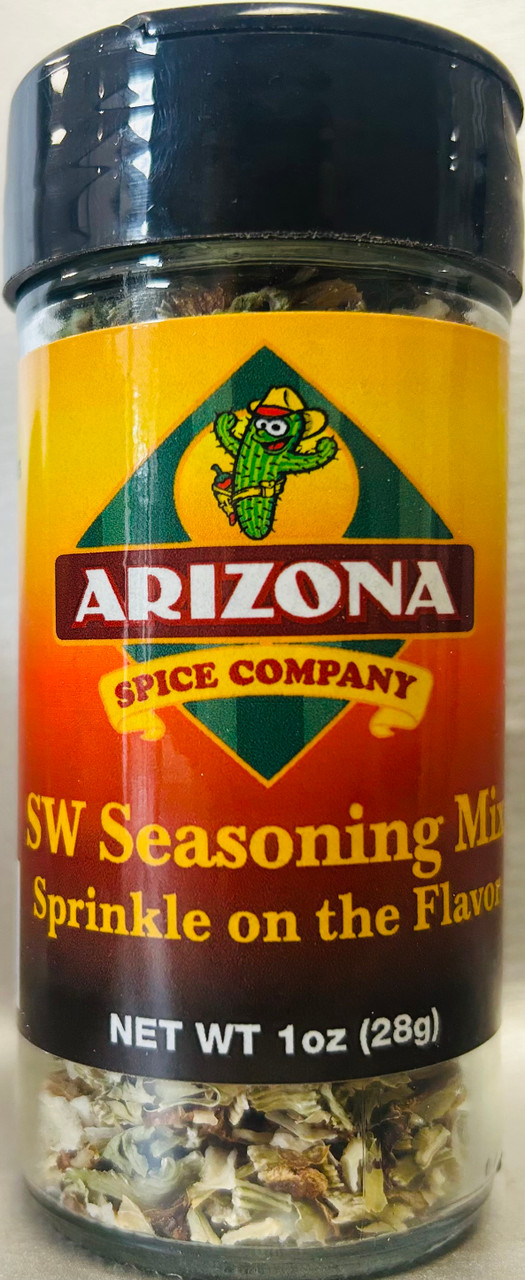 ARIZONA
SPICE COMPANY
SW Seasoning Mix
Sprinkle on the Flavor
NET WT 1oz (28g)